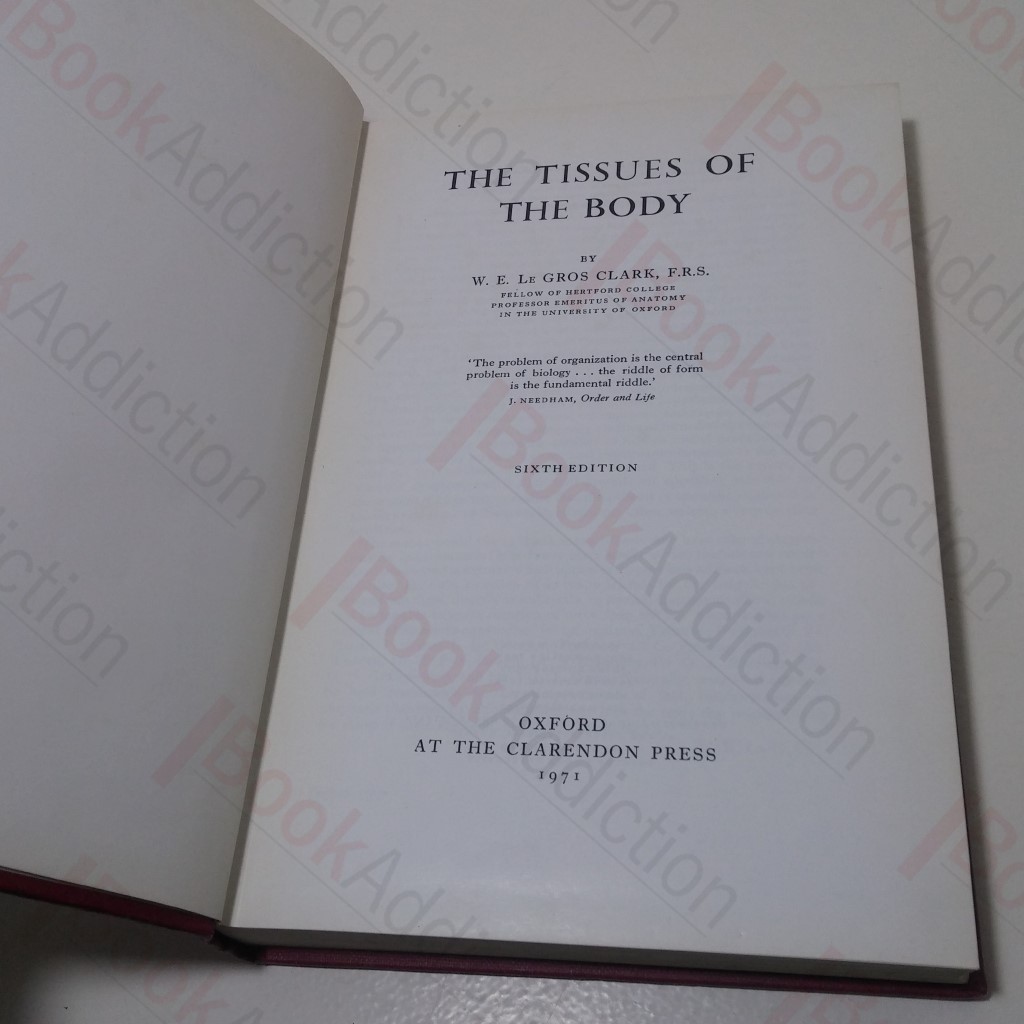 THE TISSUES OF
THE BODY
BY
W. E. LE GROS CLARK, F.R.S.
FELLOW OF HERTFORD COLLEGE
PROFESSOR EMERITUS OF ANATOMY
IN THE UNIVERSITY OF OXFORD
'The problem of organization is the central
problem of biology . . . the riddle of form
is the fundamental riddle.'
J. NEEDHAM, Order and Life
SIXTH EDITION
OXFORD
AT THE CLARENDON PRESS
1971
BookAddiction